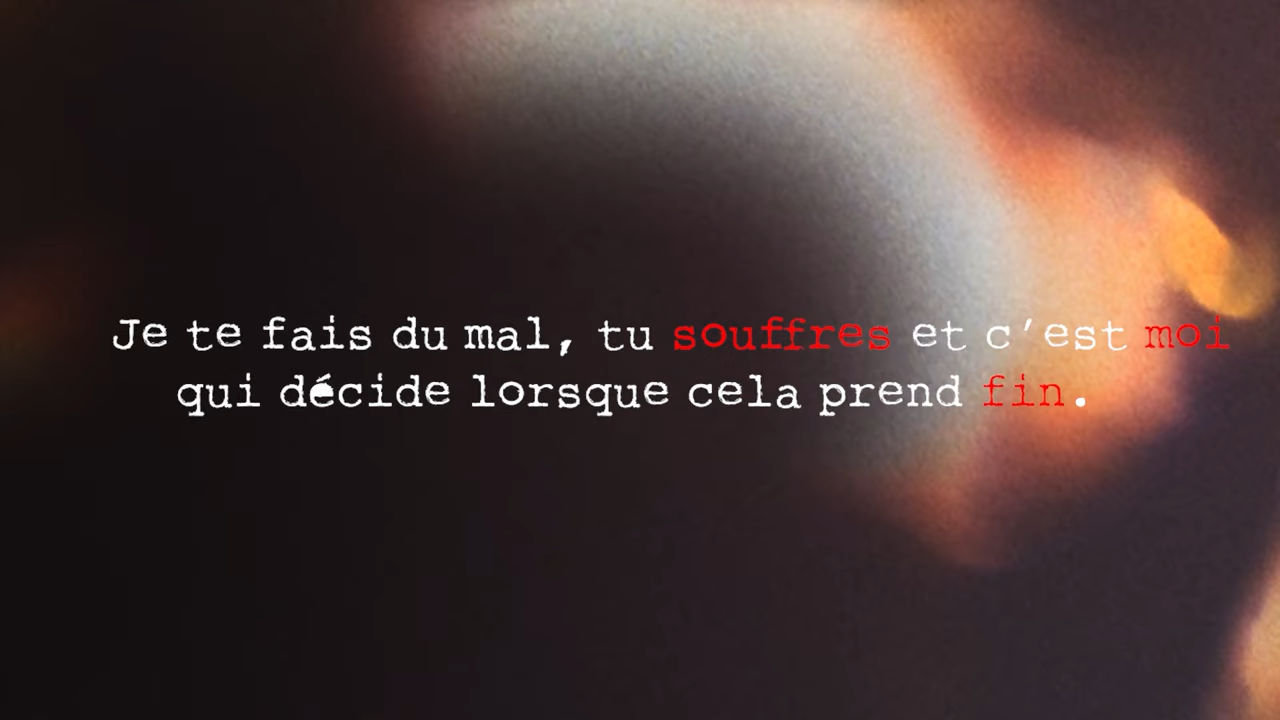 Je te fais du mal, tu souffres et c'est moi
qui décide lorsque cela prend fin.